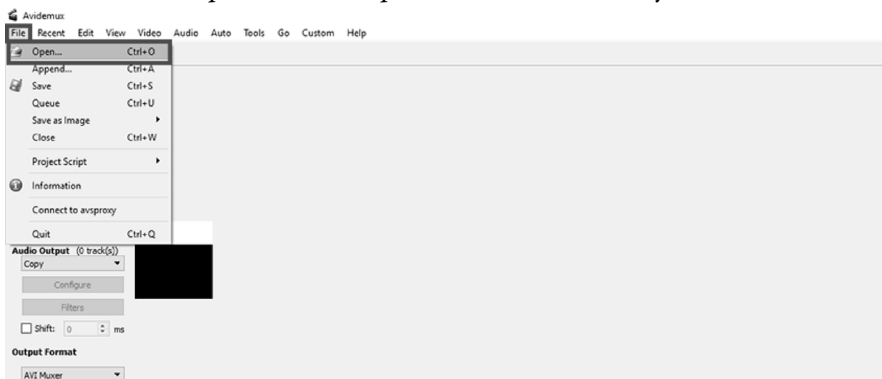 Avidemux
File Recent Edit View Video Audio Auto Tools Go Custom Help
Open... Ctrl+O
Append... Ctrl+A
Save Ctrl+S
Queue Ctrl+U
Save as Image
Close Ctrl+W
Project Script
Information
Connect to avsproxy
Quit Ctrl+Q
Audio Output (0 track(s))
Copy
Configure
Filters
Shift: 0 ms
Output Format
AVI Muxer